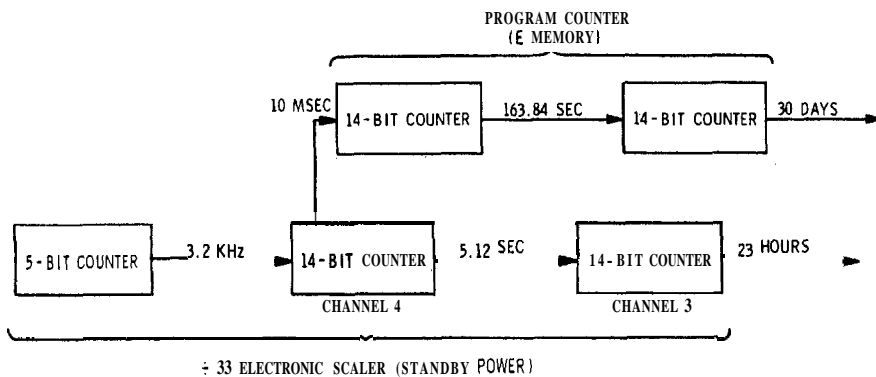 PROGRAM COUNTER
(E MEMORY)
10 MSEC
14-BIT COUNTER
163.84 SEC
14-BIT COUNTER
30 DAYS
5-BIT COUNTER
3.2 KHz
14-BIT COUNTER
5.12 SEC
14-BIT COUNTER
23 HOURS
CHANNEL 4
CHANNEL 3
÷ 33 ELECTRONIC SCALER (STANDBY POWER)